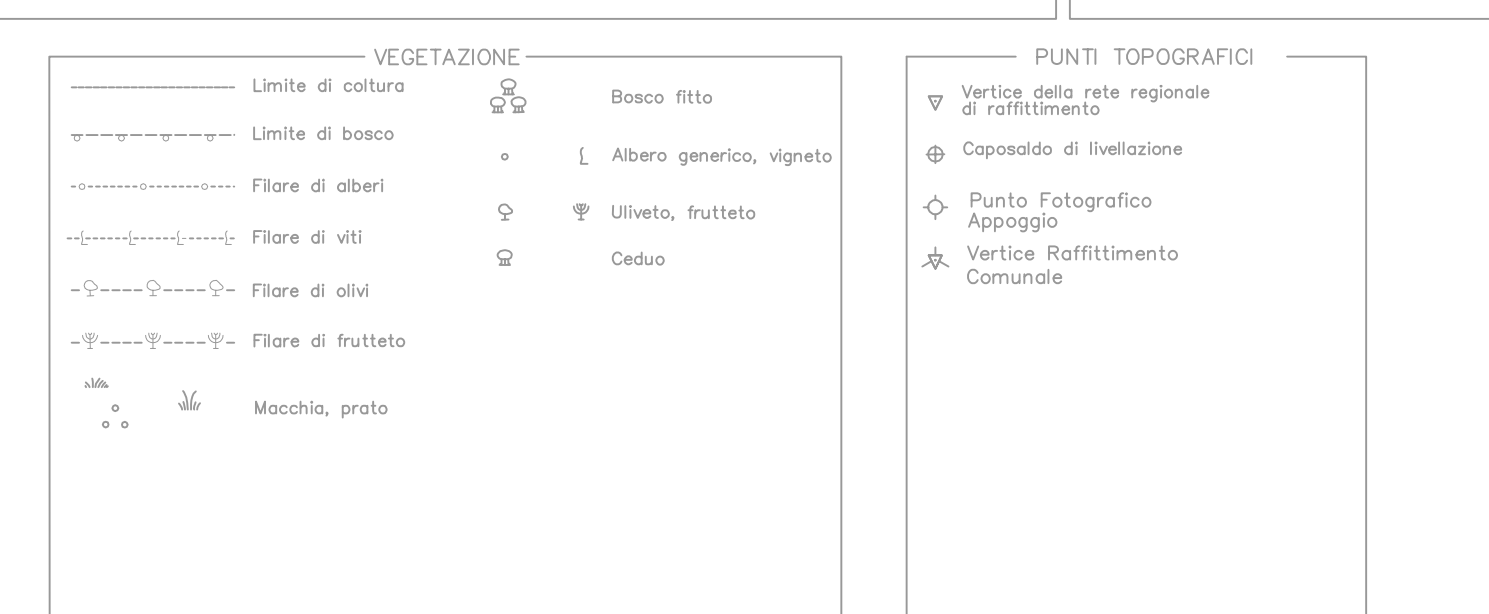 VEGETAZIONE
Limite di coltura
Limite di bosco
Filare di alberi
Filare di viti
Filare di olivi
Filare di frutteto
Macchia, prato
Bosco fitto
Albero generico, vigneto
Uliveto, frutteto
Ceduo
PUNTI TOPOGRAFICI
Vertice della rete regionale
di raffittimento
Caposaldo di livellazione
Punto Fotografico
Appoggio
Vertice Raffittimento
Comunale